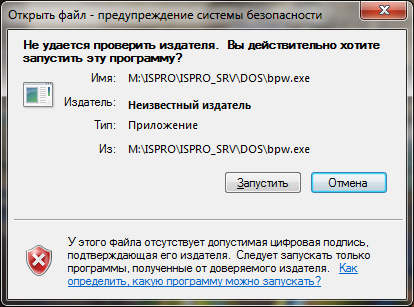 Открыть файл - предупреждение системы безопасности
Не удается проверить издателя. Вы действительно хотите
запустить эту программу?
Имя: M:\ISPRO\ISPRO_SRV\DOS\bpw.exe
Издатель: Неизвестный издатель
Тип: Приложение
Из: M:\ISPRO\ISPRO_SRV\DOS\bpw.exe
Запустить Отмена
У этого файла отсутствует допустимая цифровая подпись,
подтверждающая его издателя. Следует запускать только
программы, полученные от доверяемого издателя. Как
определить, какую программу можно запускать?